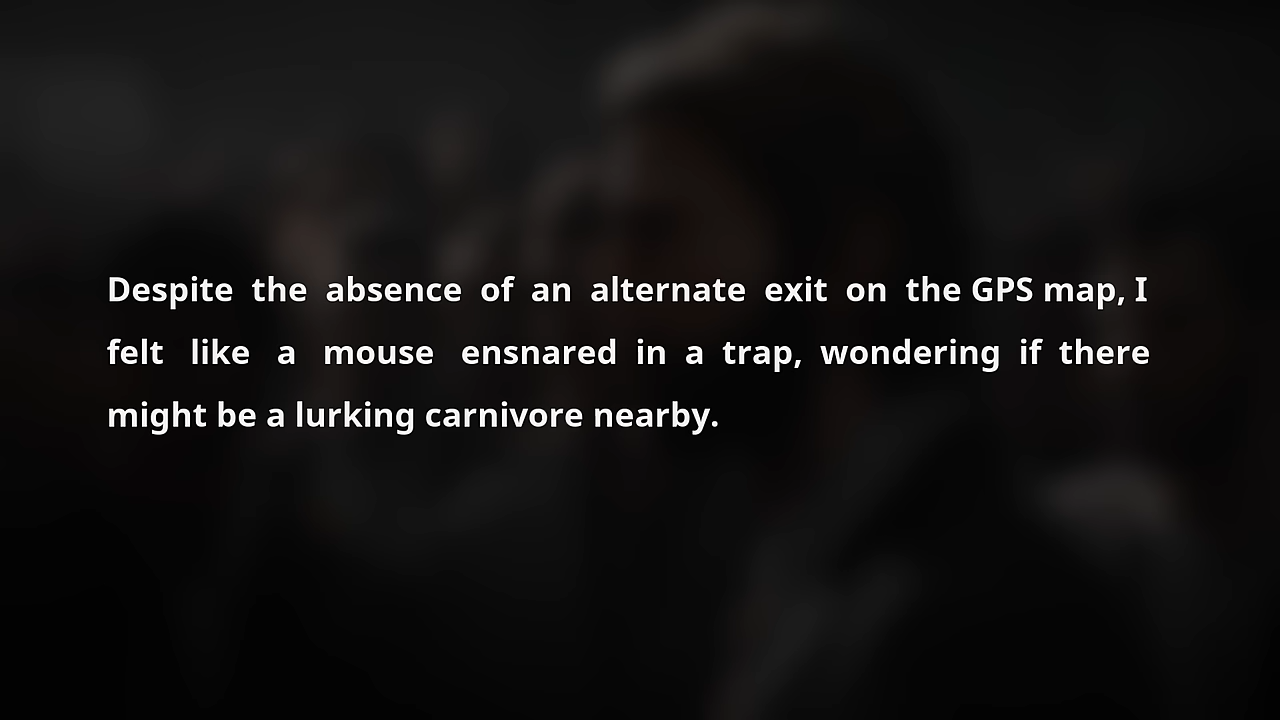 Despite the absence of an alternate exit on the GPS map, I
felt like a mouse ensnared in a trap, wondering if there
might be a lurking carnivore nearby.